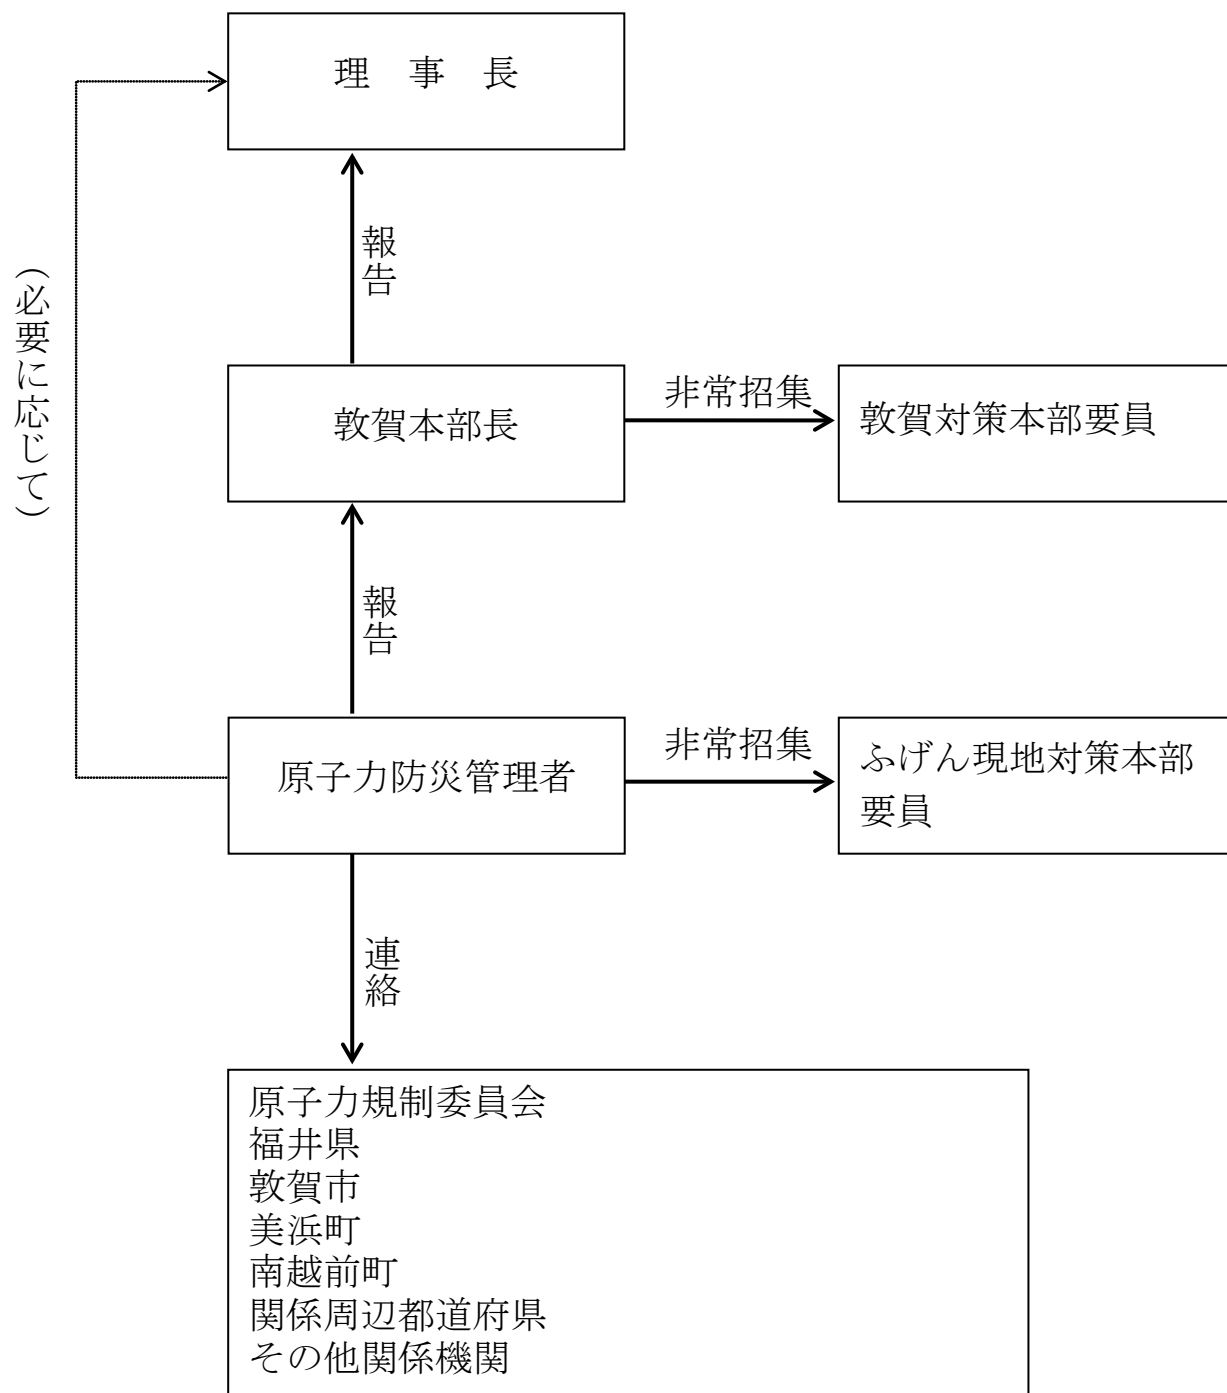 理　事　長
報告
(必要に応じて)
敦賀本部長
非常招集
敦賀対策本部要員
報告
原子力防災管理者
非常招集
ふげん現地対策本部
要員
連絡
原子力規制委員会
福井県
敦賀市
美浜町
南越前町
関係周辺都道府県
その他関係機関